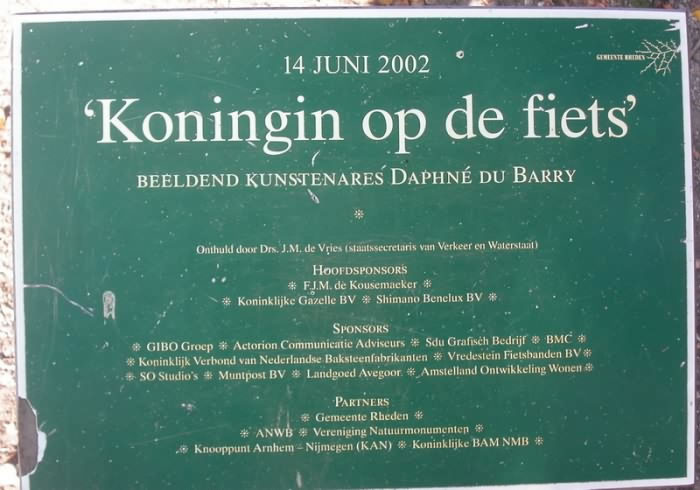 GEMEENTE RHEDEN
14 JUNI 2002
‘Koningin op de fiets’
BEELDEND KUNSTENARES DAPHNÉ DU BARRY
Onthuld door Drs. J.M. de Vries (staatssecretaris van Verkeer en Waterstaat)
HOOFDSPONSORS
※ F.J.M. de Kousemaeker ※
※ Koninklijke Gazelle BV ※ Shimano Benelux BV ※
SPONSORS
※ GIBO Groep ※ Actorion Communicatie Adviseurs ※ Sdu Grafisch Bedrijf ※ BMC ※
※ Koninklijk Verbond van Nederlandse Baksteenfabrikanten ※ Vredestein Fietsbanden BV ※
※ SO Studio's ※ Muntpost BV ※ Landgoed Avegoor ※ Amstelland Ontwikkeling Wonen ※
PARTNERS
※ Gemeente Rheden ※
※ ANWB ※ Vereniging Natuurmonumenten ※
※ Knooppunt Arnhem – Nijmegen (KAN) ※ Koninklijke BAM NMB ※